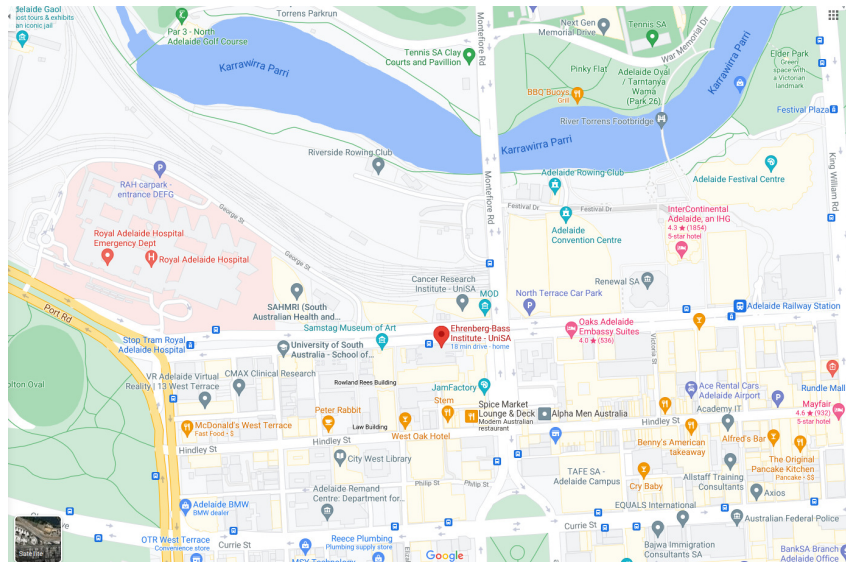 delaide Gaol
ost tours & exhibits
an iconic jail
Torrens Parkrun
Par 3 - North
Adelaide Golf Course
Karrawirra Parri
Tennis SA Clay
Courts and Pavillion
Montefiore Rd
Next Gen
Memorial Drive
Tennis SA
War Memorial Dr
Pinky Flat
Adelaide Oval
/ Tarntanya
Wama
(Park 26)
BBQ Buoys
Grill
River Torrens Footbridge
Karrawirra Parri
Karrawirra Parri
Elder Park
Green
space with
a Victorian
landmark
Festival Plaza
King William Rd
Riverside Rowing Club
Montefiore Rd
Adelaide Rowing Club
Adelaide Festival Centre
P
RAH carpark -
entrance DEFG
George St
Festival Dr
Festival Dr
Adelaide
Convention Centre
InterContinental
Adelaide, an IHG
4.3 ★ (1854)
5-star hotel
Royal Adelaide Hospital
Emergency Dept
H
Royal Adelaide Hospital
George St
Cancer Research
Institute - UniSA
MOD
Renewal SA
P
North Terrace Car Park
SAHMRI (South
Australian Health and...
Port Rd
Samstag Museum of Art
Ehrenberg-Bass
Institute - UniSA
18 min drive - home
Adelaide Railway Station
Oaks Adelaide
Embassy Suites
4.0 ★ (536)
Stop Tram Royal
Adelaide Hospital
University of South
Australia - School of...
Victoria St
VR Adelaide Virtual
Reality | 13 West Terrace
CMAX Clinical Research
Rowland Rees Building
JamFactory
Ace Rental Cars
Adelaide Airport
P
Rundle Mall
olton Oval
Peter Rabbit
Stem
Spice Market
Lounge & Deck
Modern Australian
restaurant
Alpha Men Australia
Hindley St
Academy IT
Mayfair
4.6 ★ (932)
5-star hotel
McDonald's West Terrace
Fast Food · $
Law Building
West Oak Hotel
Hindley St
Benny's American
takeaway
Alfred's Bar
The Original
Pancake Kitchen
Pancake · $$
City West Library
TAFE SA -
Adelaide Campus
Cry Baby
Allstaff Training
Consultants
Axios
Adelaide Remand
Centre: Department for...
Philip St
Philip St
Adelaide BMW
BMW dealer
EQUALS International
Australian Federal Police
Satellite
OTR West Terrace
Convenience store
Currie St
Reece Plumbing
Plumbing supply store
Google
Currie St
Bajwa Immigration
Consultants SA
BankSA Branch
Adelaide Office
MSY Technology